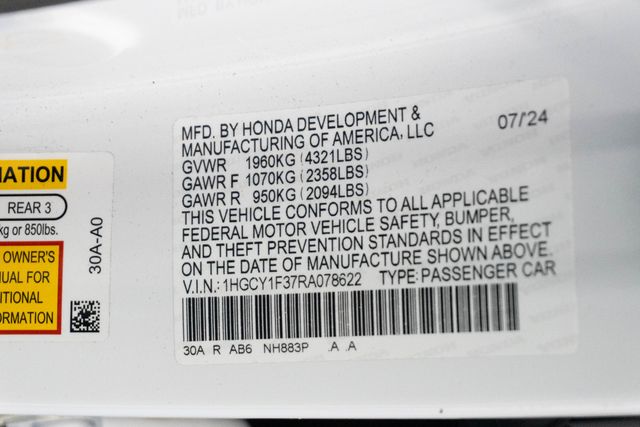 MFD. BY HONDA DEVELOPMENT &
MANUFACTURING OF AMERICA, LLC
07/24
GVWR 1960KG (4321LBS)
GAWR F 1070KG (2358LBS)
GAWR R 950KG (2094LBS)
THIS VEHICLE CONFORMS TO ALL APPLICABLE
FEDERAL MOTOR VEHICLE SAFETY, BUMPER,
AND THEFT PREVENTION STANDARDS IN EFFECT
ON THE DATE OF MANUFACTURE SHOWN ABOVE.
V.I.N.:1HGCY1F37RA078622 TYPE:PASSENGER CAR
30A R AB6 NH883P .A .A
MATION
REAR 3
kg or 850lbs.
OWNER'S
UAL FOR
ITIONAL
ORMATION
30A-A0